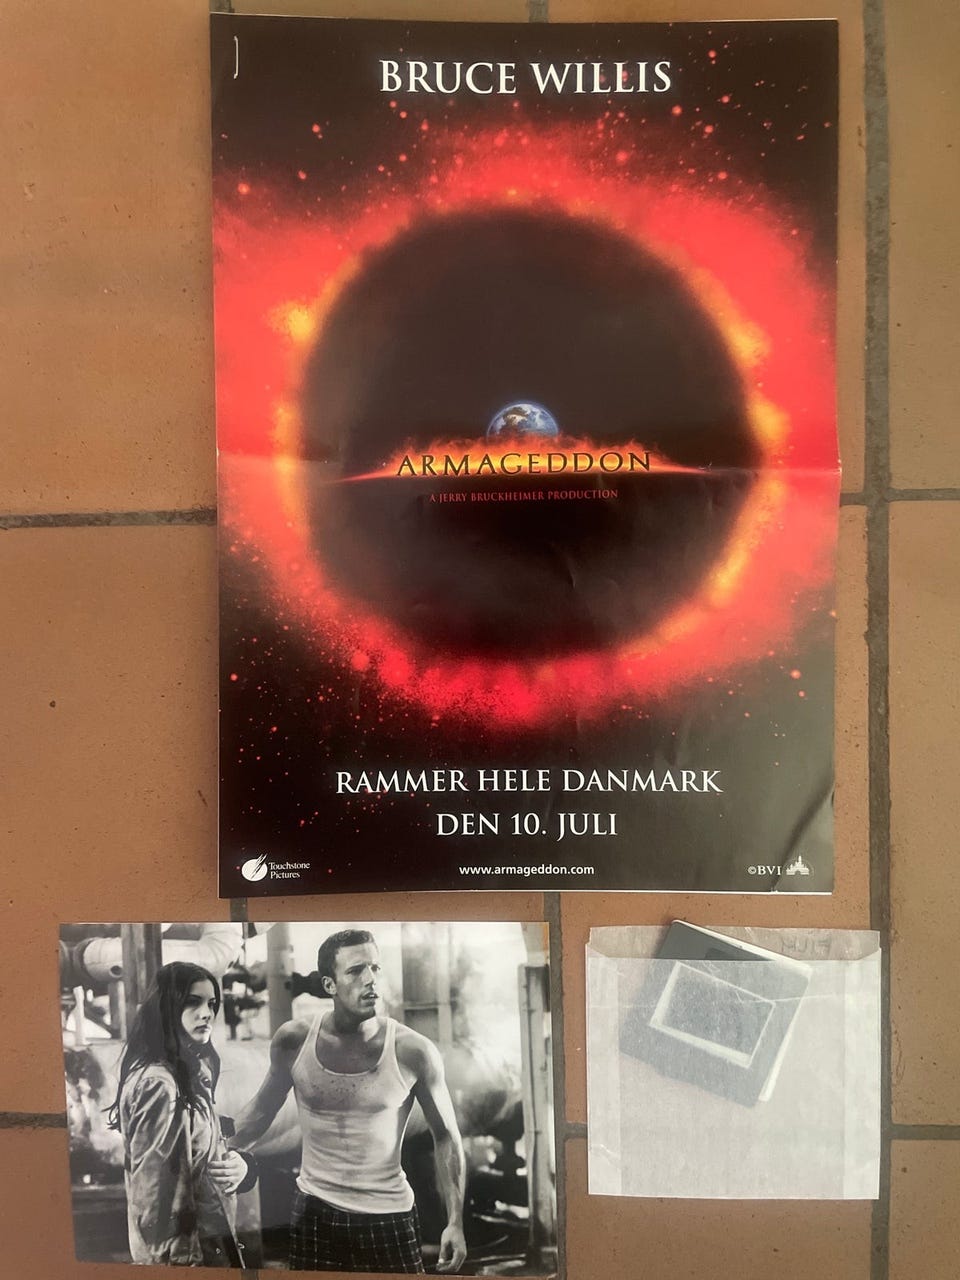 BRUCE WILLIS
ARMAGEDDON
A JERRY BRUCKHEIMER PRODUCTION
RAMMER HELE DANMARK
DEN 10. JULI
Touchstone
Pictures
www.armageddon.com
©BVI